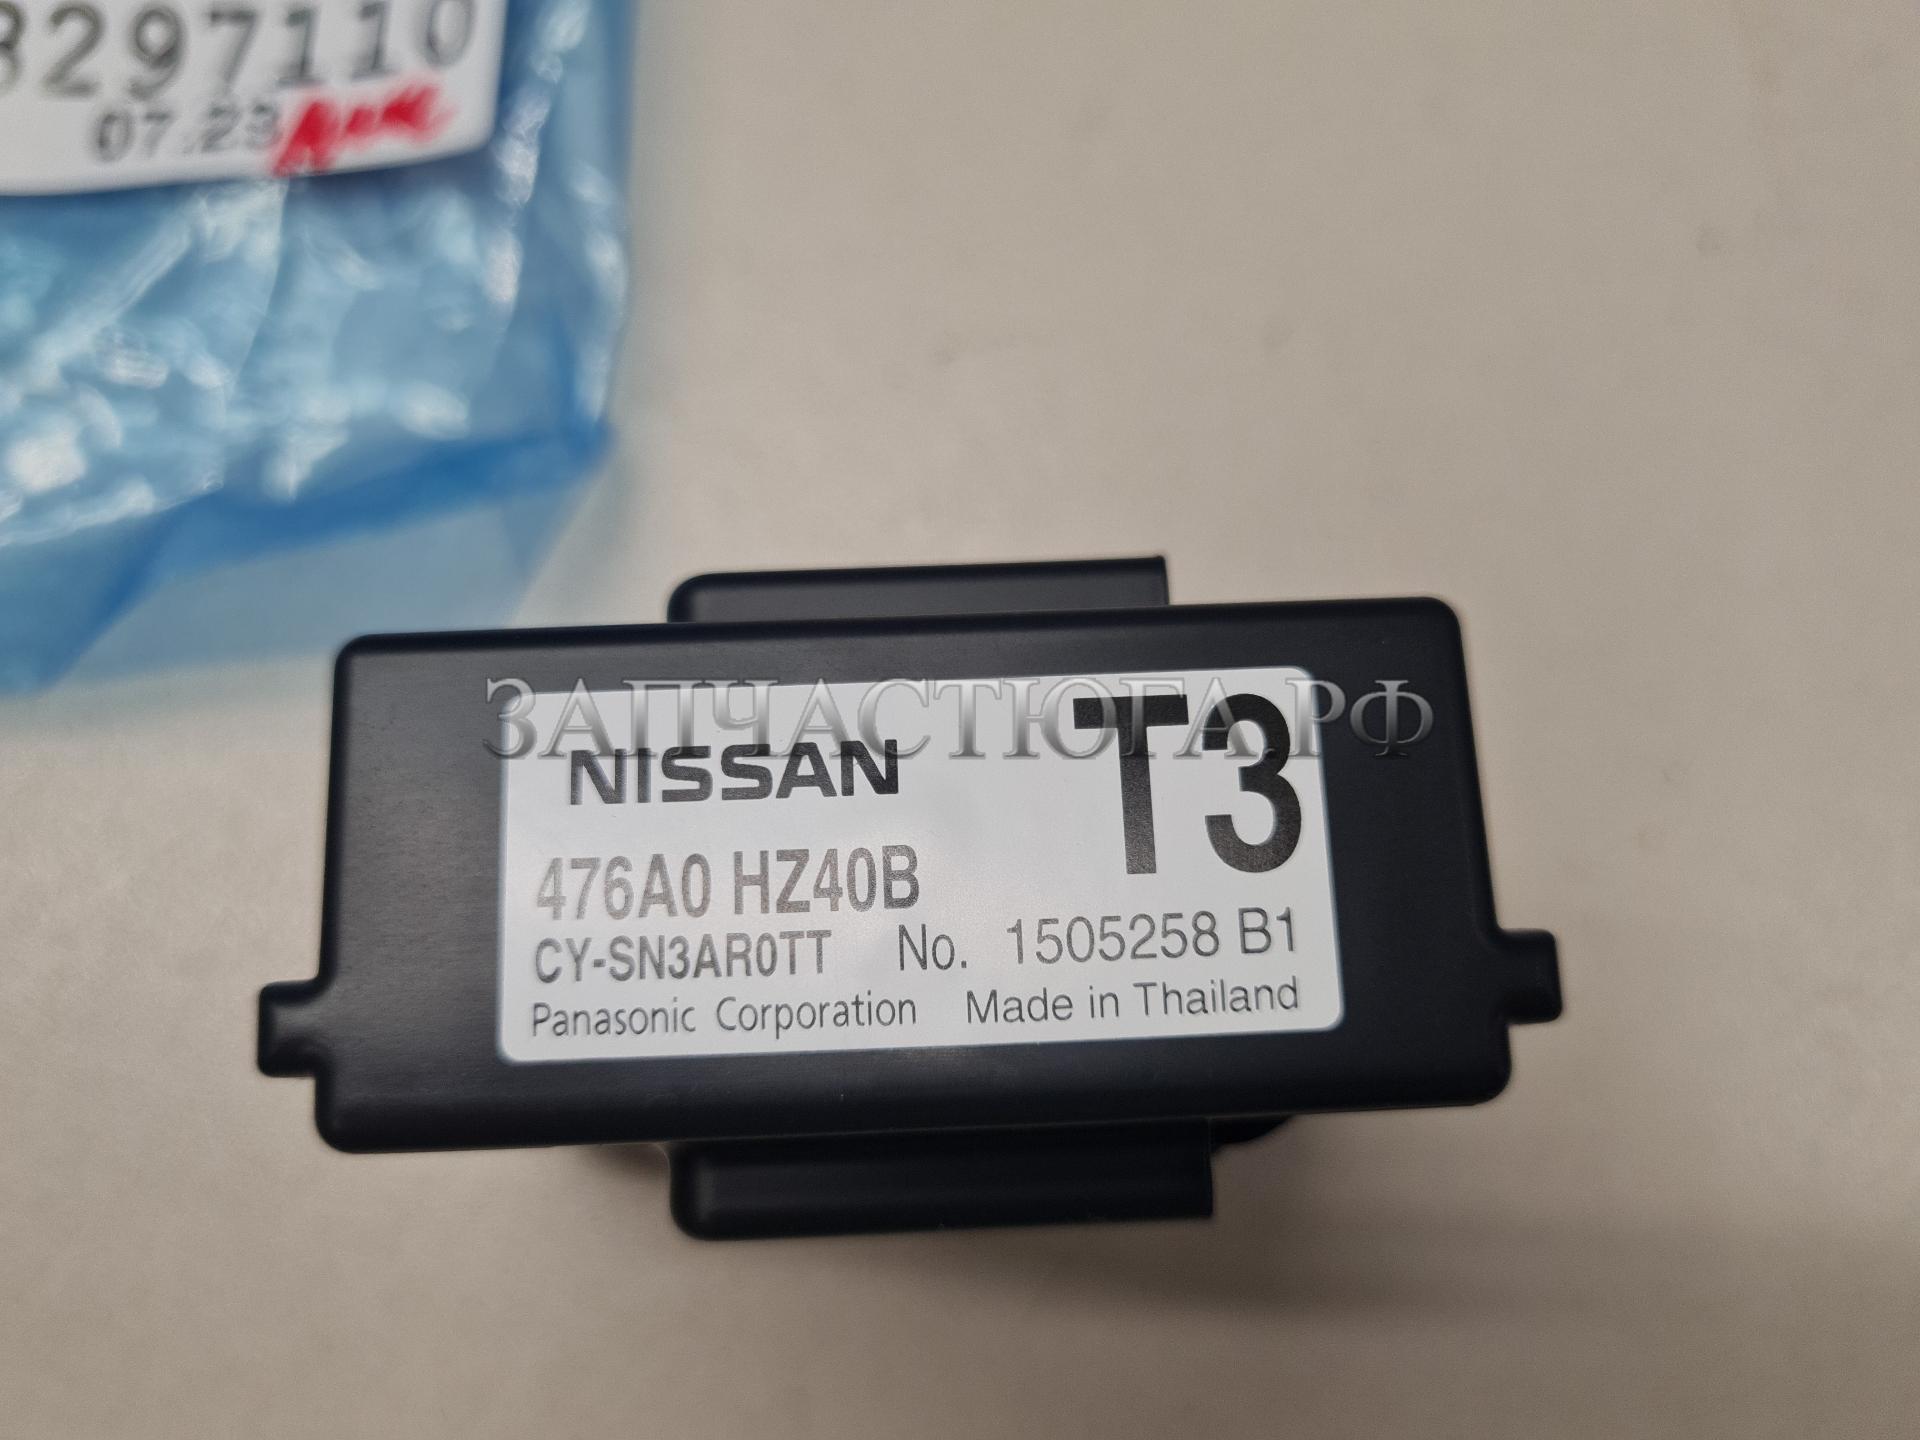 3297110
07.23
ЗАПЧАСТЮГА.РФ
NISSAN T3
476A0 HZ40B
CY-SN3AR0TT No. 1505258 B1
Panasonic Corporation Made in Thailand